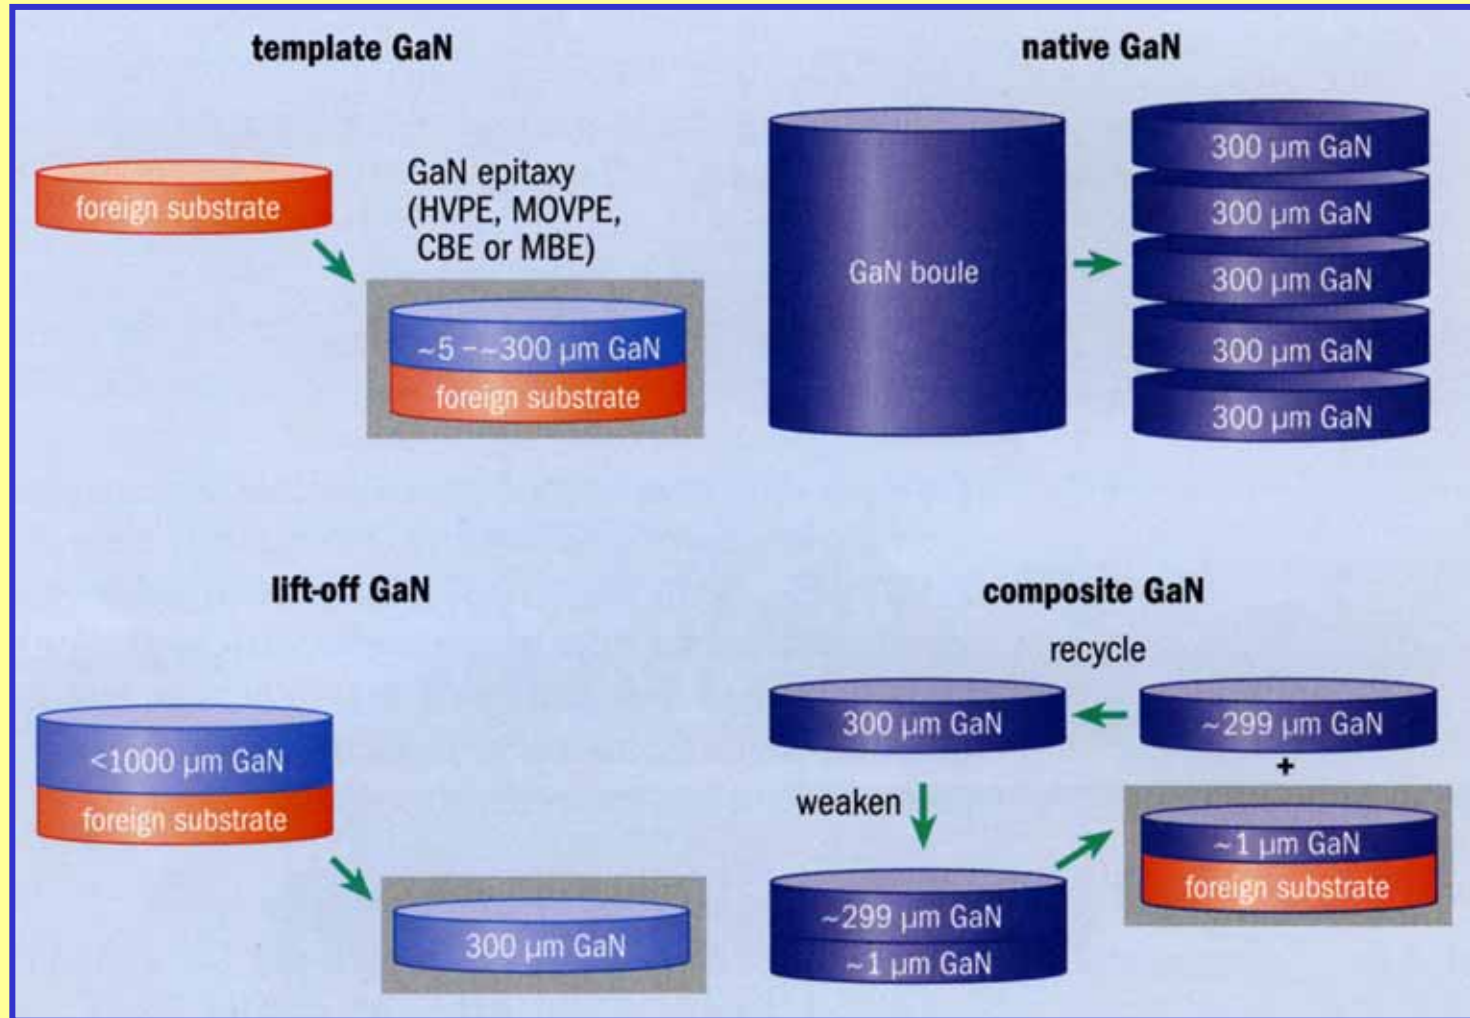 template GaN
foreign substrate
GaN epitaxy
(HVPE, MOVPE,
CBE or MBE)
~5 –~300 µm GaN
foreign substrate
native GaN
GaN boule
300 µm GaN
300 µm GaN
300 µm GaN
300 µm GaN
300 µm GaN
lift-off GaN
<1000 µm GaN
foreign substrate
300 µm GaN
composite GaN
recycle
300 µm GaN
~299 µm GaN
+
weaken
~1 µm GaN
foreign substrate
~299 µm GaN
~1 µm GaN